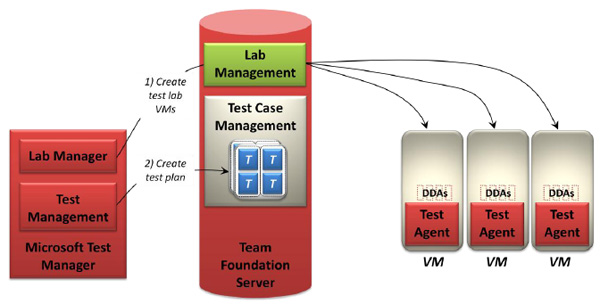 Lab
Management
1) Create
test lab
VMs
Test Case
Management
T T
T T
2) Create
test plan
Lab Manager
Test
Management
Microsoft Test
Manager
Team
Foundation
Server
DDAs DDAs DDAs
Test Test Test
Agent Agent Agent
VM VM VM